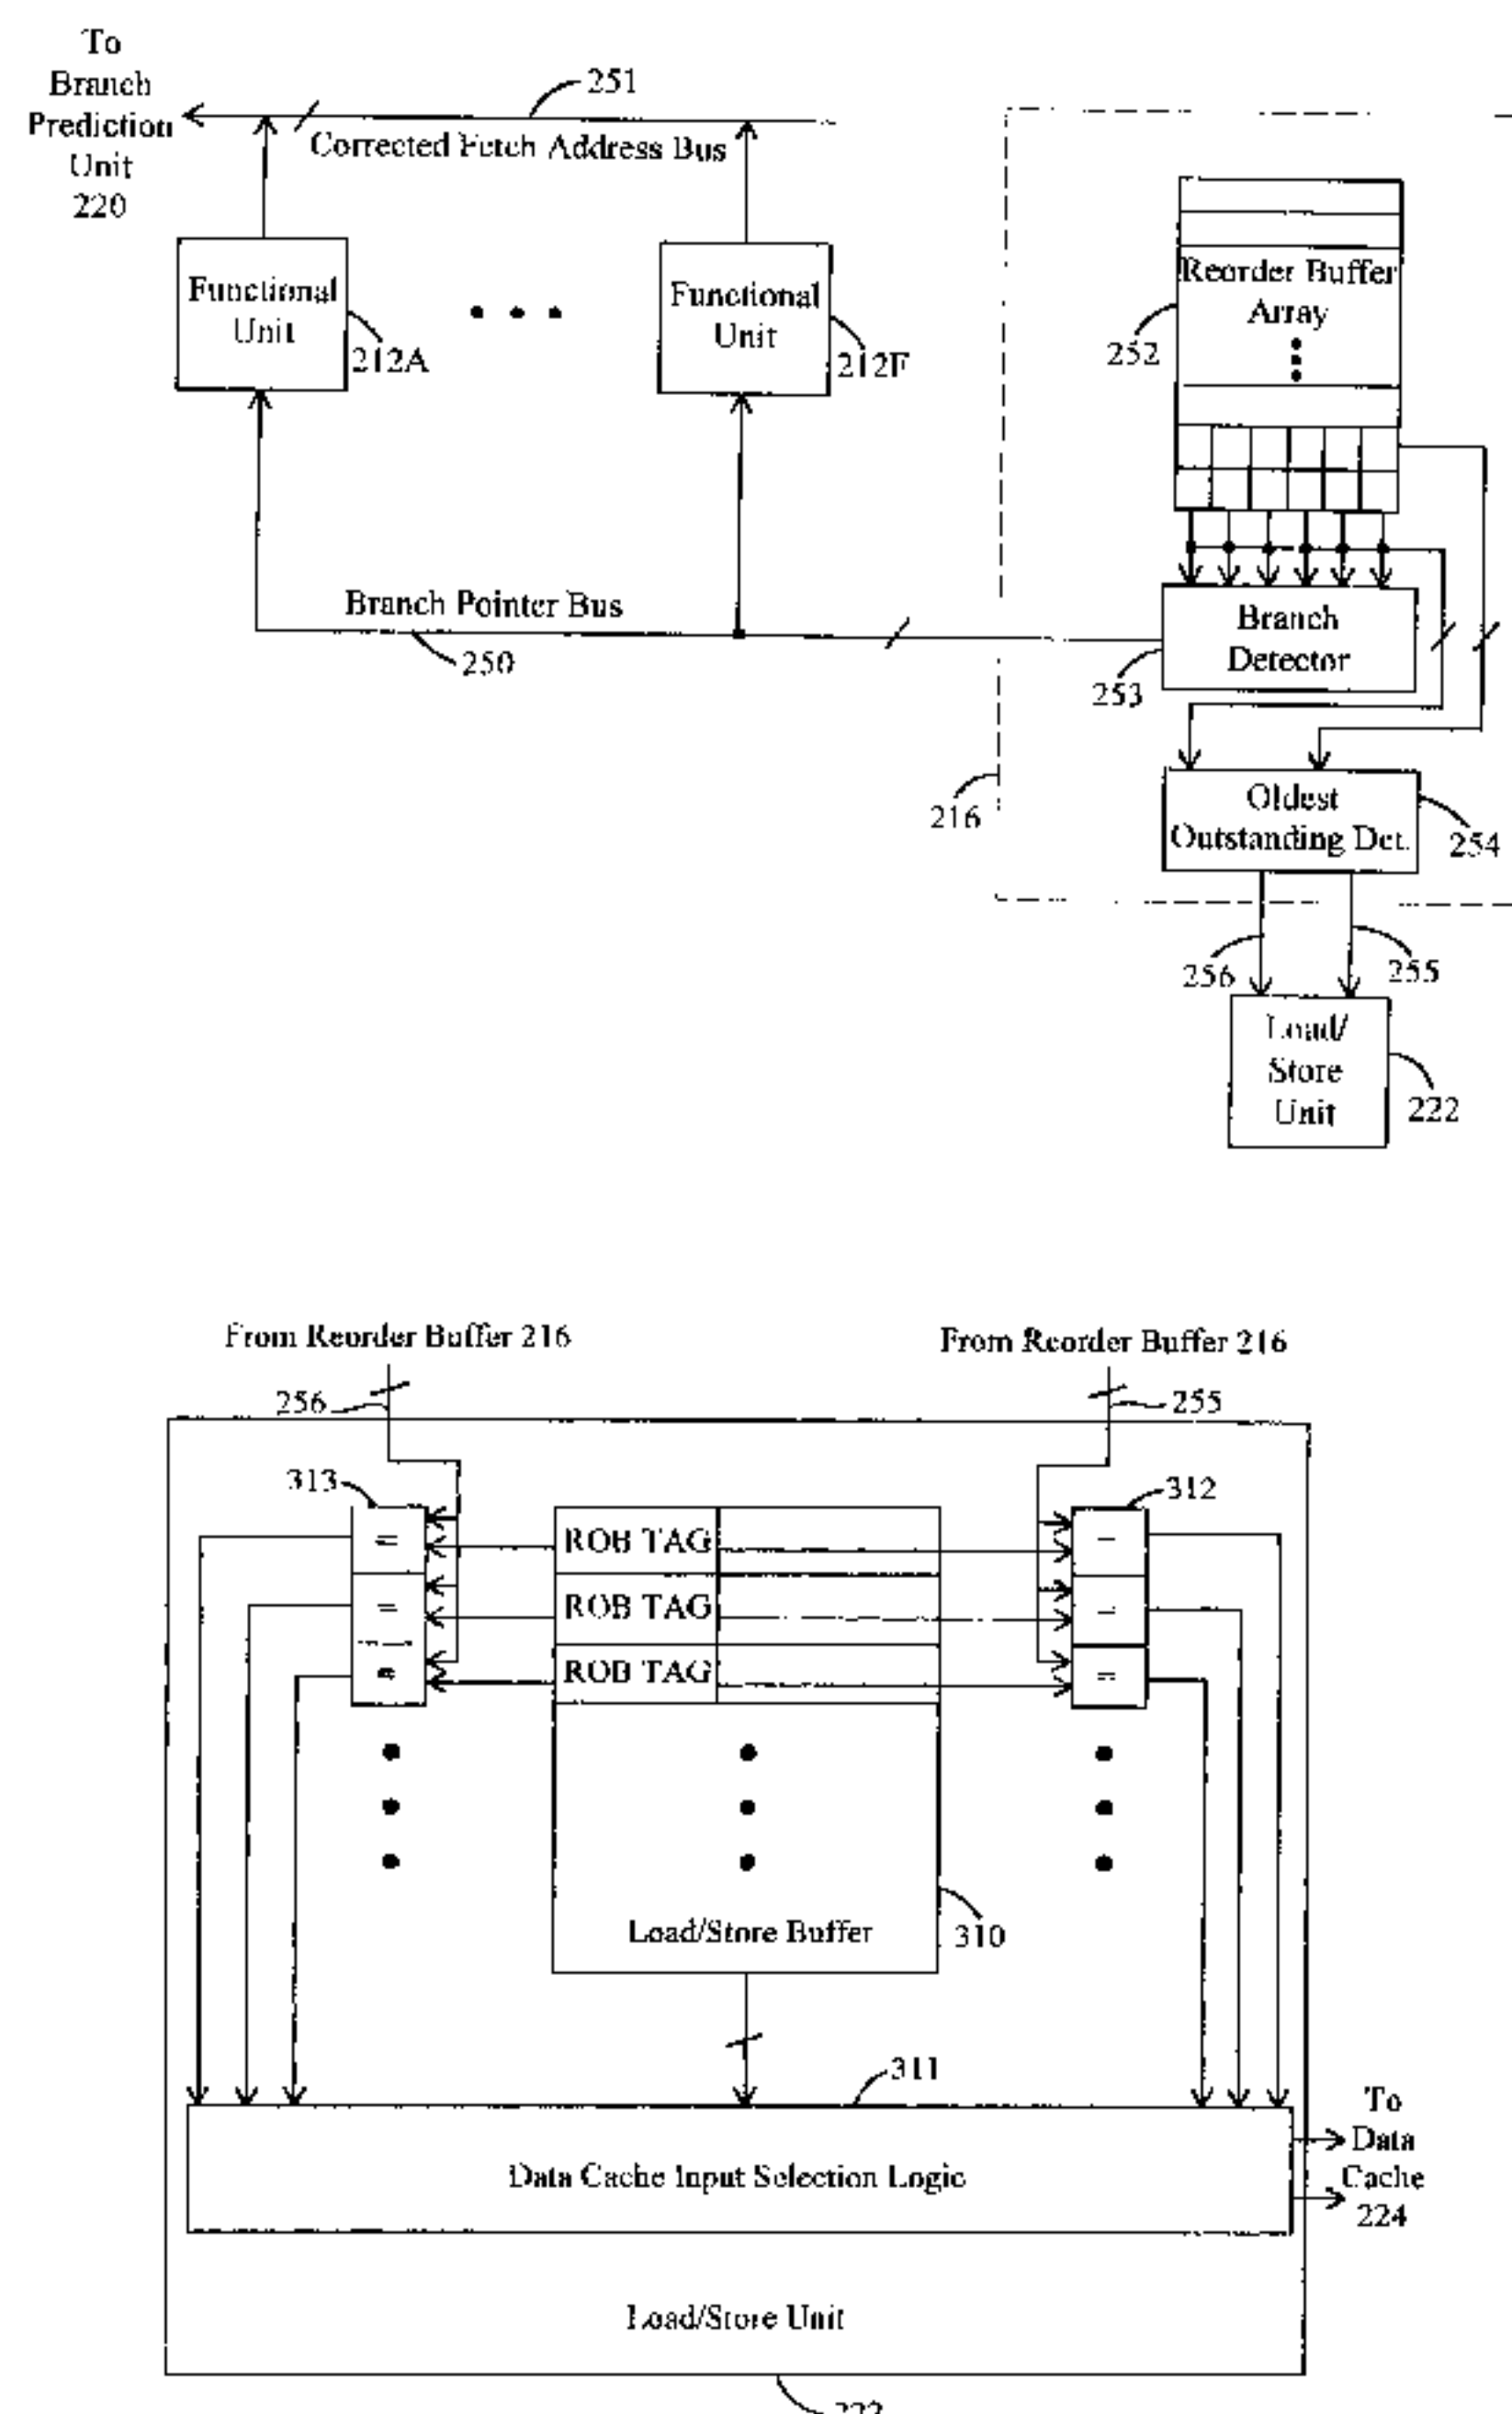 To
Branch
Prediction
Unit
220
251
Corrected Fetch Address Bus
Functional
Unit
212A
Functional
Unit
212F
Reorder Buffer
Array
252
Branch Pointer Bus
250
Branch
Detector
253
216
Oldest
Outstanding Det.
254
256
255
Load/
Store
Unit
222
From Reorder Buffer 216
From Reorder Buffer 216
256
255
313
312
=
ROB TAG
=
=
ROB TAG
=
=
ROB TAG
=
Load/Store Buffer
310
311
To
Data
Cache
224
Data Cache Input Selection Logic
Load/Store Unit